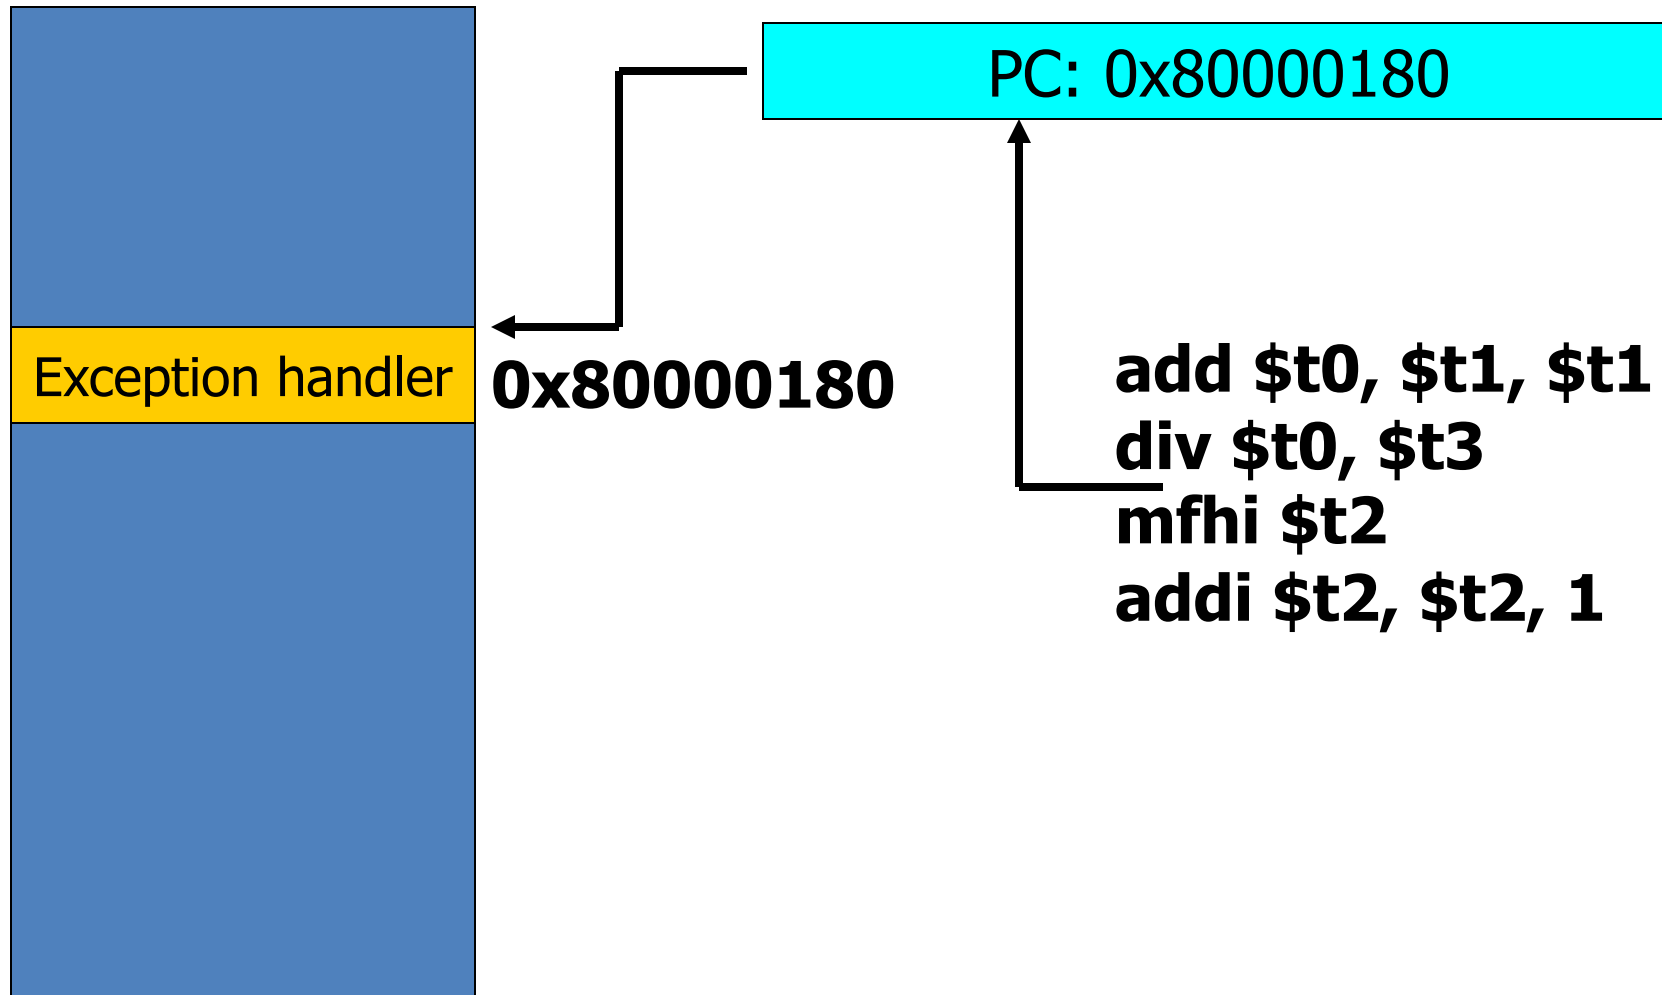 PC: 0x80000180
Exception handler
0x80000180
add $t0, $t1, $t1
div $t0, $t3
mfhi $t2
addi $t2, $t2, 1